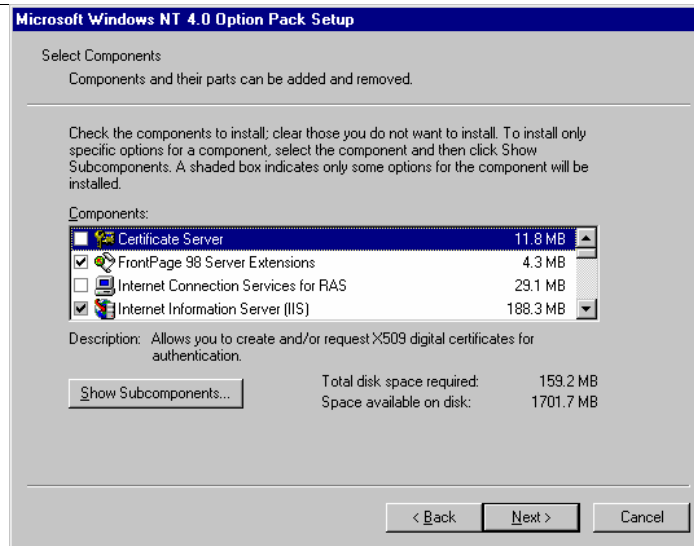 Microsoft Windows NT 4.0 Option Pack Setup
Select Components
Components and their parts can be added and removed.
Check the components to install; clear those you do not want to install. To install only
specific options for a component, select the component and then click Show
Subcomponents. A shaded box indicates only some options for the component will be
installed.
Components:
Certificate Server 11.8 MB
FrontPage 98 Server Extensions 4.3 MB
Internet Connection Services for RAS 29.1 MB
Internet Information Server (IIS) 188.3 MB
Description: Allows you to create and/or request X509 digital certificates for
authentication.
Show Subcomponents...
Total disk space required: 159.2 MB
Space available on disk: 1701.7 MB
< Back Next > Cancel